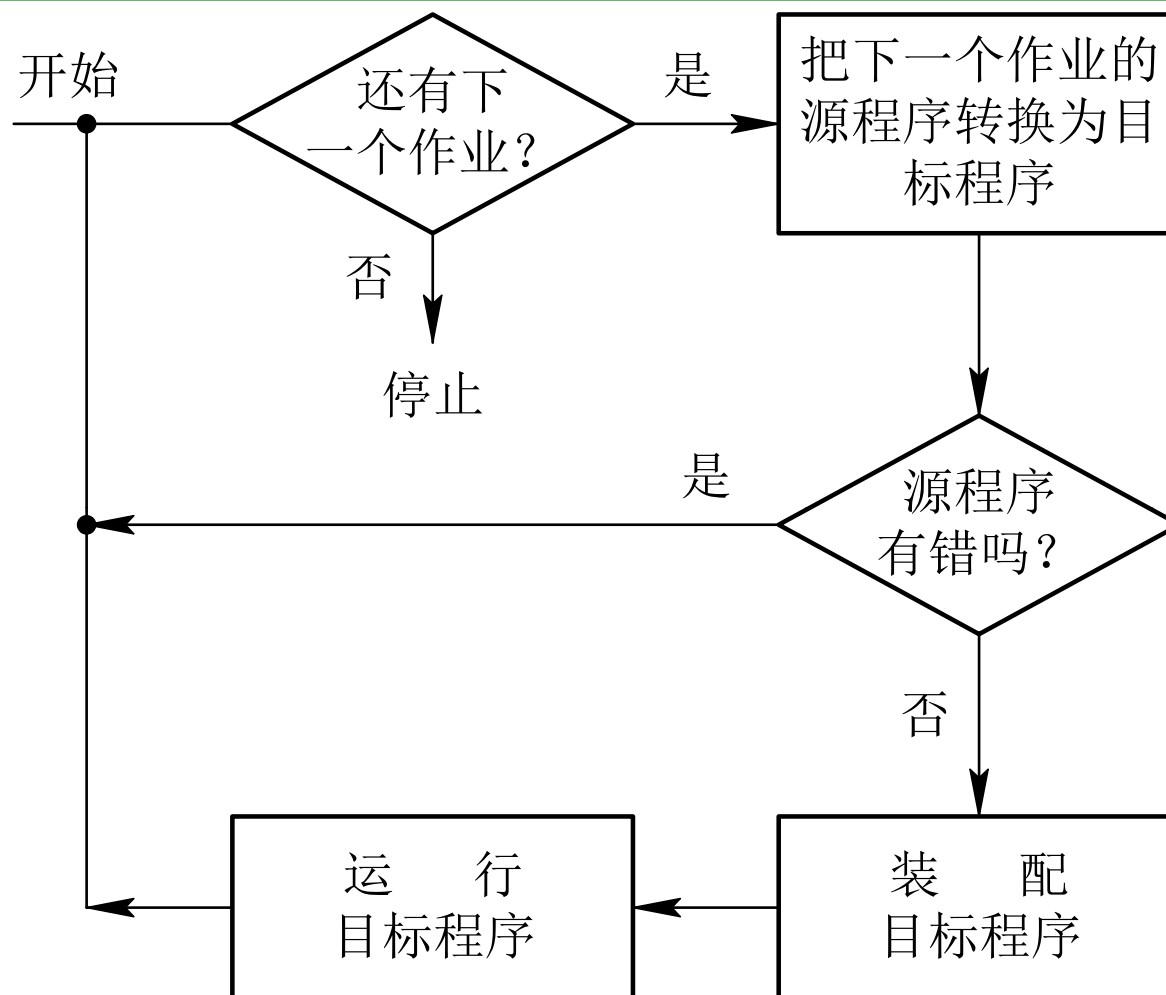 开始
还有下
一个作业？
是
把下一个作业的
源程序转换为目
标程序
否
停止
是
源程序
有错吗？
否
运 行
目标程序
装 配
目标程序